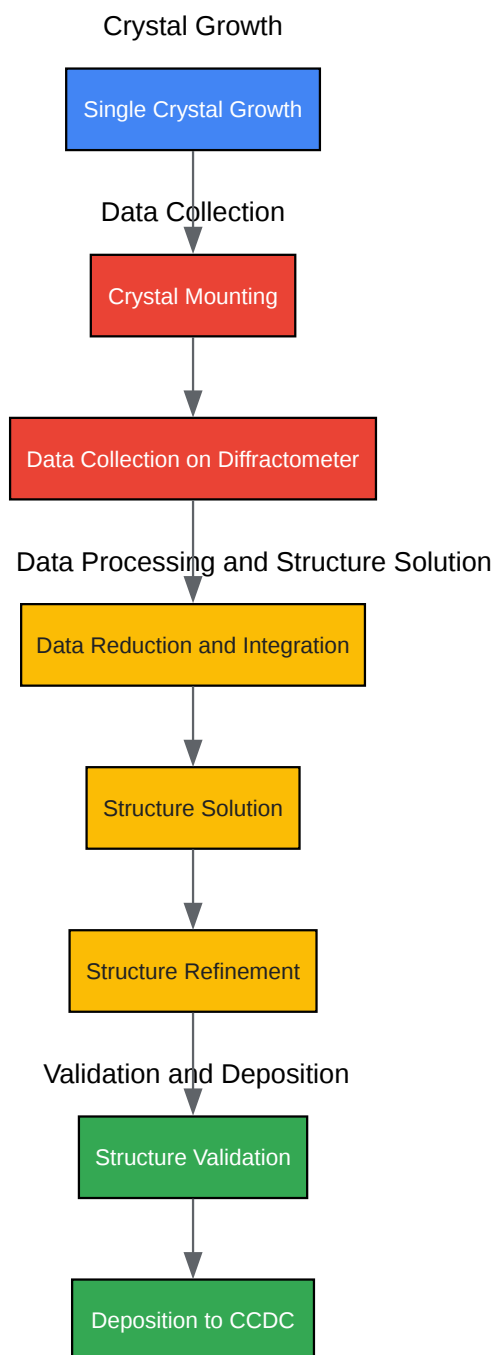 Crystal Growth
Single Crystal Growth
Data Collection
Crystal Mounting
Data Collection on Diffractometer
Data Processing and Structure Solution
Data Reduction and Integration
Structure Solution
Structure Refinement
Validation and Deposition
Structure Validation
Deposition to CCDC